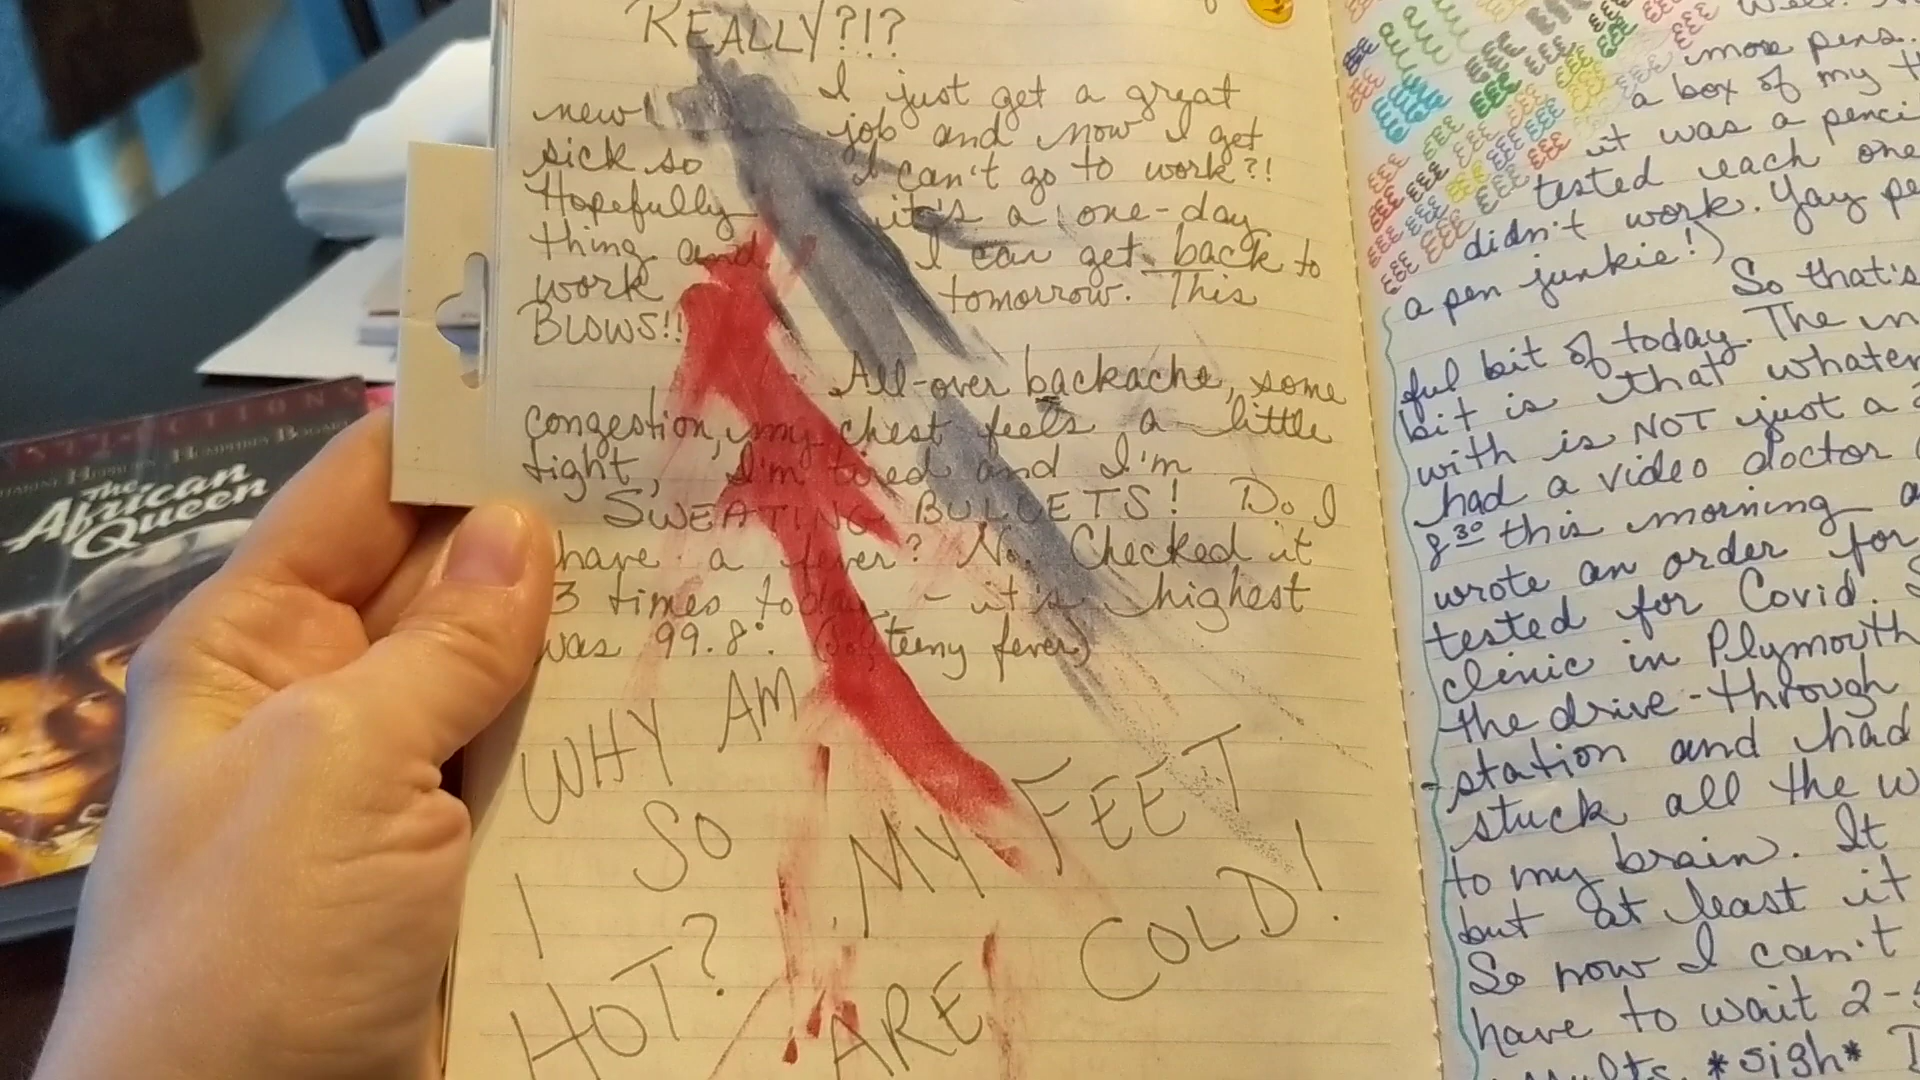 COLLECTIONS
HUMPHREY BOGART
The
African
Queen
REALLY?!?
I just get a great
new job and now I get
sick so I can't go to work?!
Hopefully it's a one-day
thing and I can get back to
work tomorrow. This
BLOWS!!
All-over backache, some
congestion, my chest feels a little
tight, I'm tired and I'm
SWEATING BULLETS! Do I
have a fever? No. Checked it
3 times today - it's highest
was 99.8°. (teeny fever)
WHY AM
I SO
HOT?
MY FEET
ARE COLD!
more pens.
a box of my
it was a
tested each one
didn't work. Yay
a pen junkie!)
So that's
ful bit of today. The
bit is that
with is NOT just a
had a video doctor
8:30 this morning
wrote an order for
tested for Covid.
clinic in Plymouth
the drive-through
station and had
stuck all the
to my brain. It
but at least it
So now I can't
have to wait 2-
*sigh*